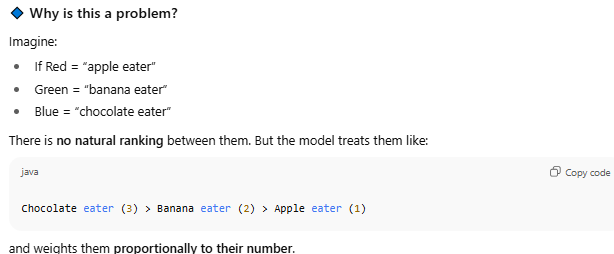 Why is this a problem?
Imagine:
• If Red = “apple eater”
• Green = “banana eater”
• Blue = “chocolate eater”
There is no natural ranking between them. But the model treats them like:
java Copy code
Chocolate eater (3) > Banana eater (2) > Apple eater (1)
and weights them proportionally to their number.